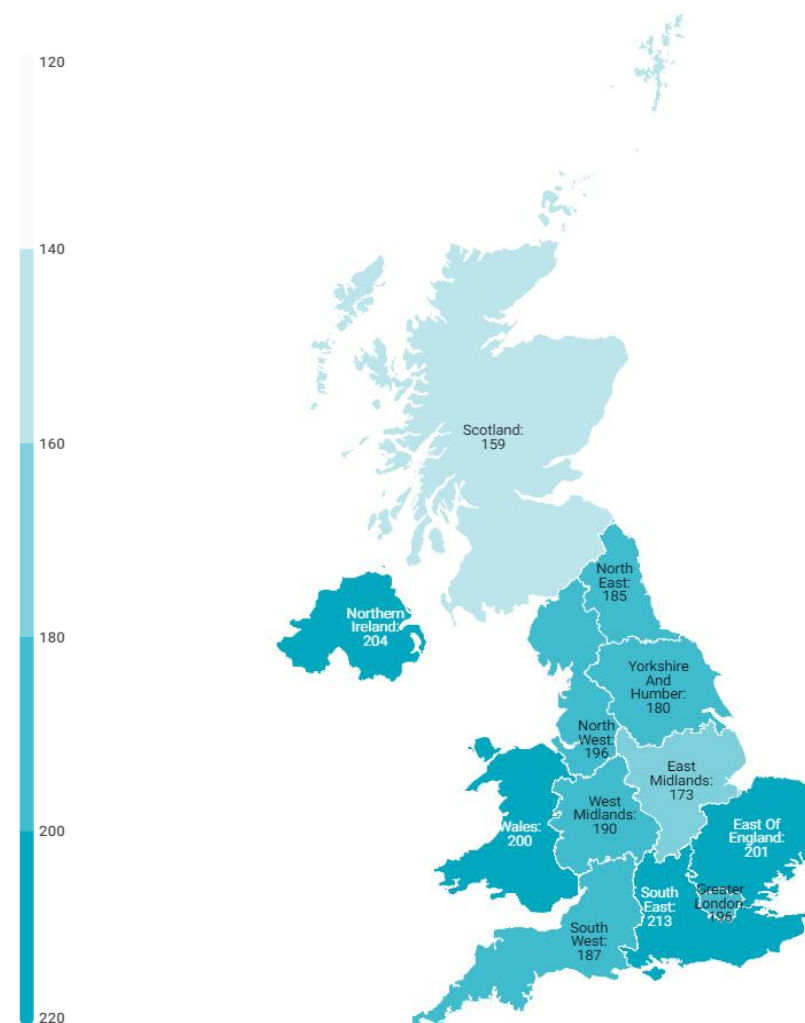 120
140
160
180
200
220
Scotland:
159
North
East:
185
Northern
Ireland:
204
Yorkshire
And
Humber:
180
North
West:
196
East
Midlands:
173
West
Midlands:
190
Wales:
200
East Of
England:
201
Greater
London:
196
South
East:
213
South
West:
187